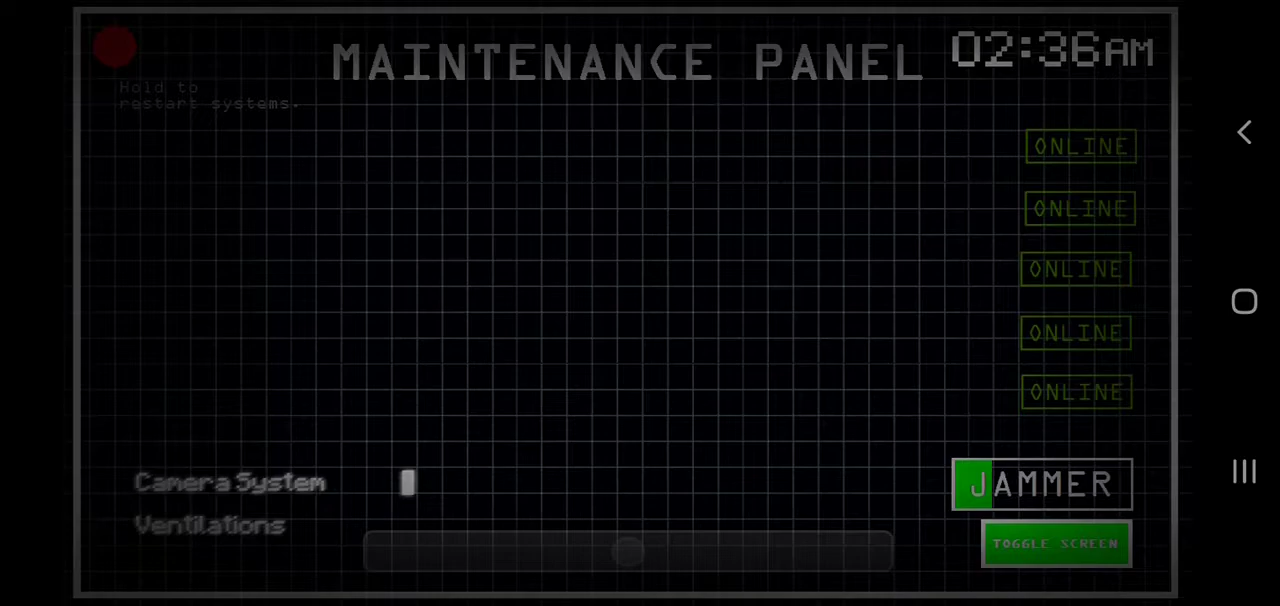 MAINTENANCE PANEL
02:36AM
Hold to
restart systems.
ONLINE
ONLINE
ONLINE
ONLINE
ONLINE
Camera System
JAMMER
Ventilations
TOGGLE SCREEN